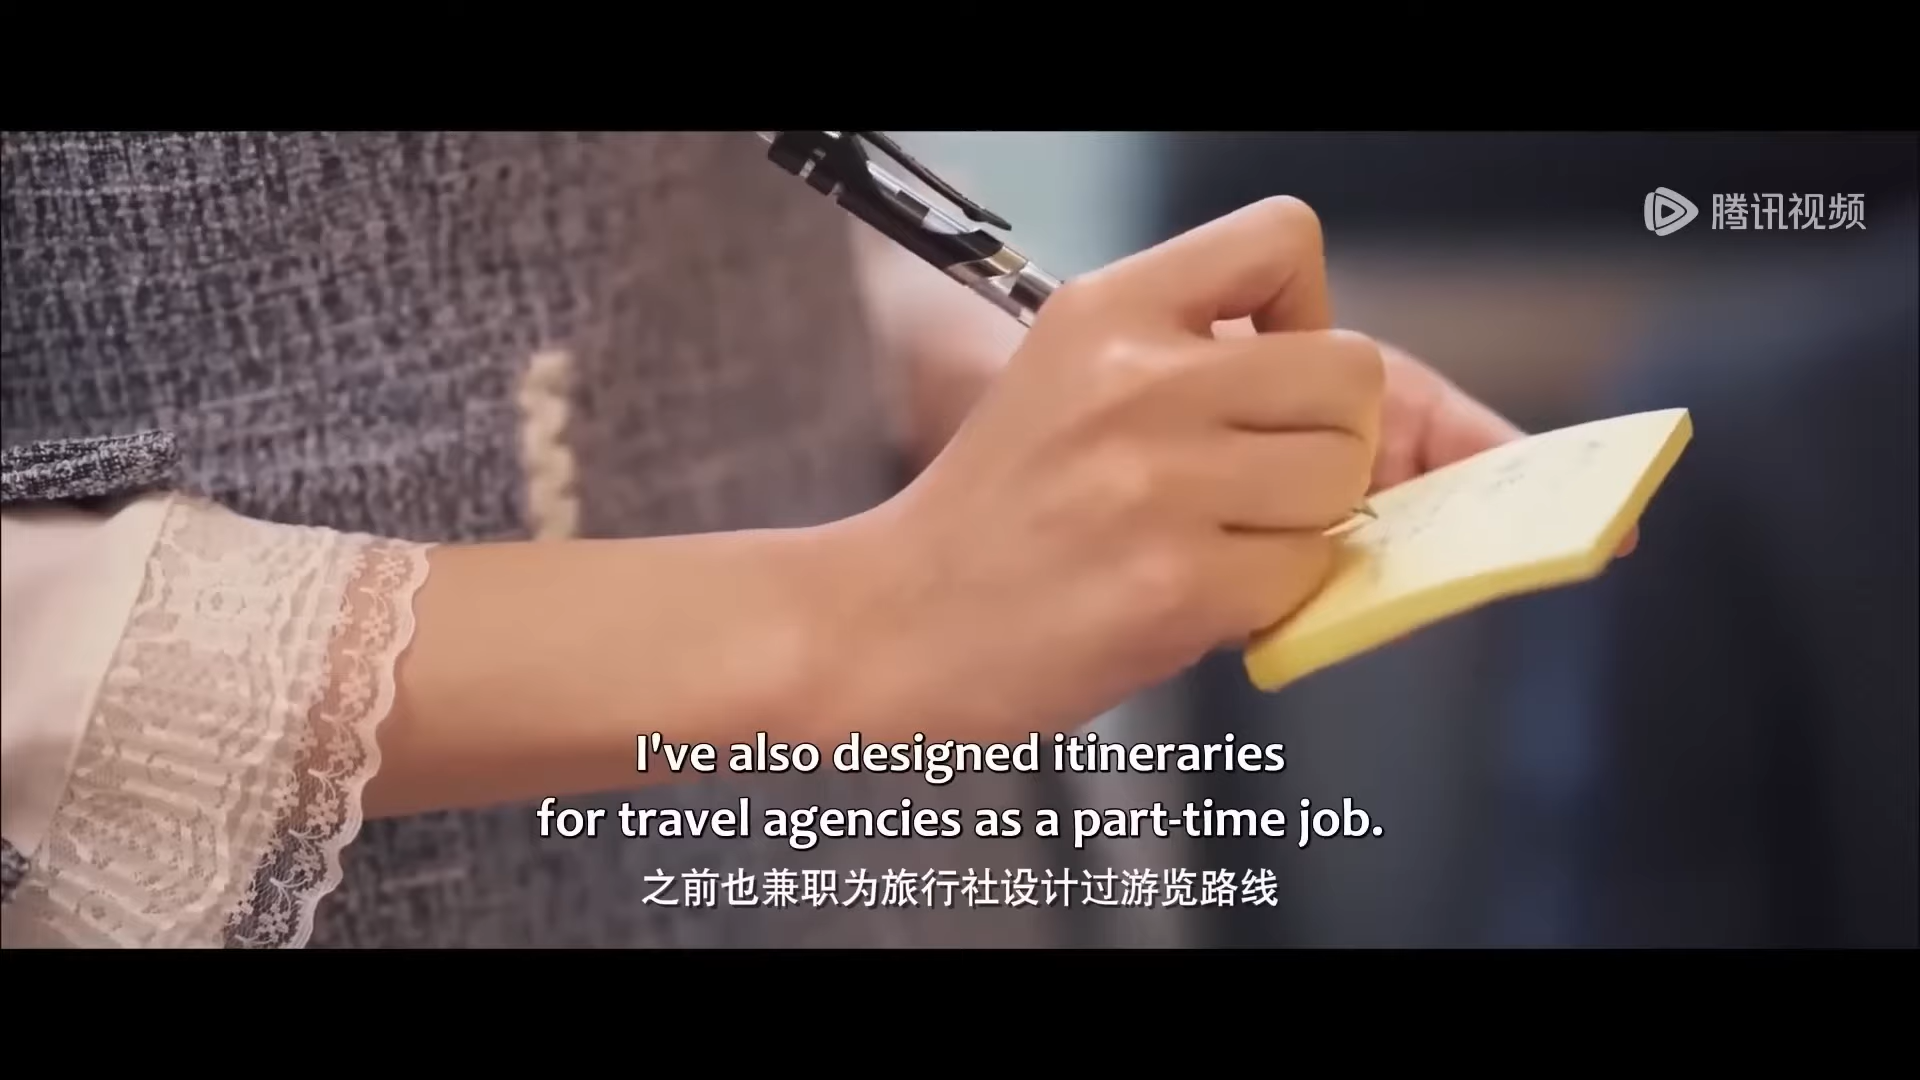 腾讯视频
I've also designed itineraries
for travel agencies as a part-time job.
之前也兼职为旅行社设计过游览路线